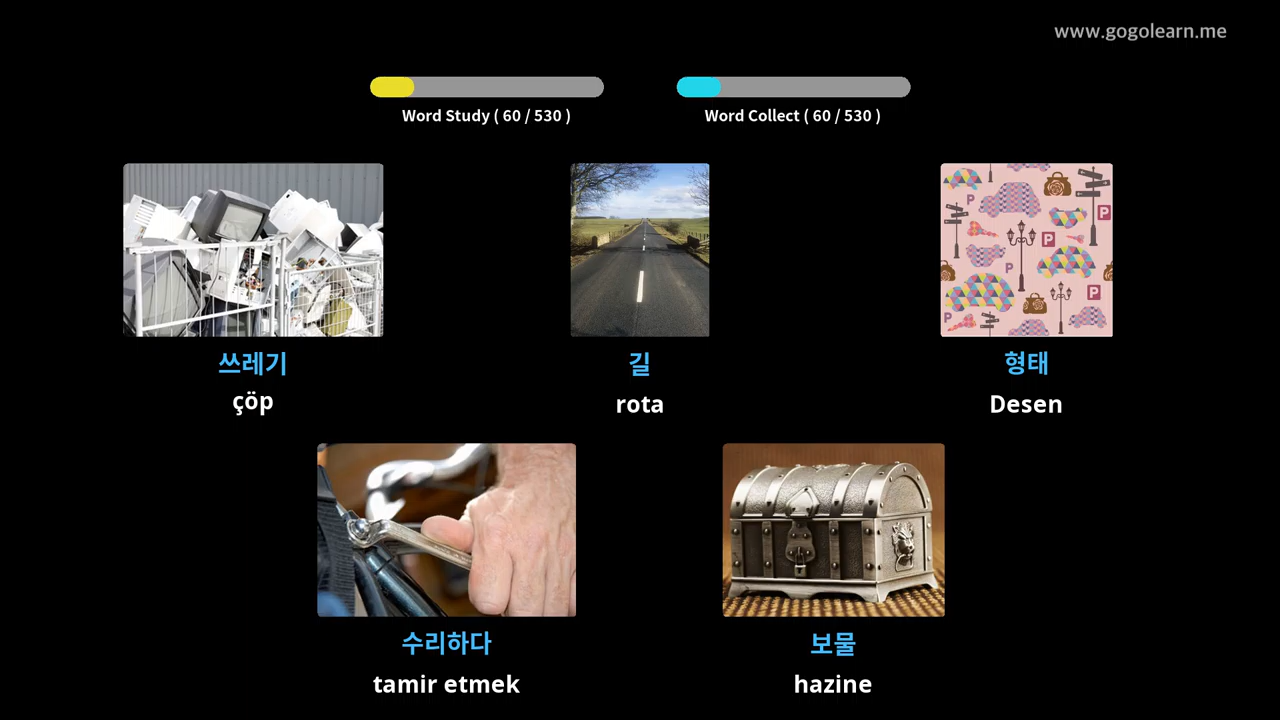 www.gogolearn.me
Word Study ( 60 / 530 )
Word Collect ( 60 / 530 )
쓰레기
çöp
길
rota
형태
Desen
수리하다
tamir etmek
보물
hazine